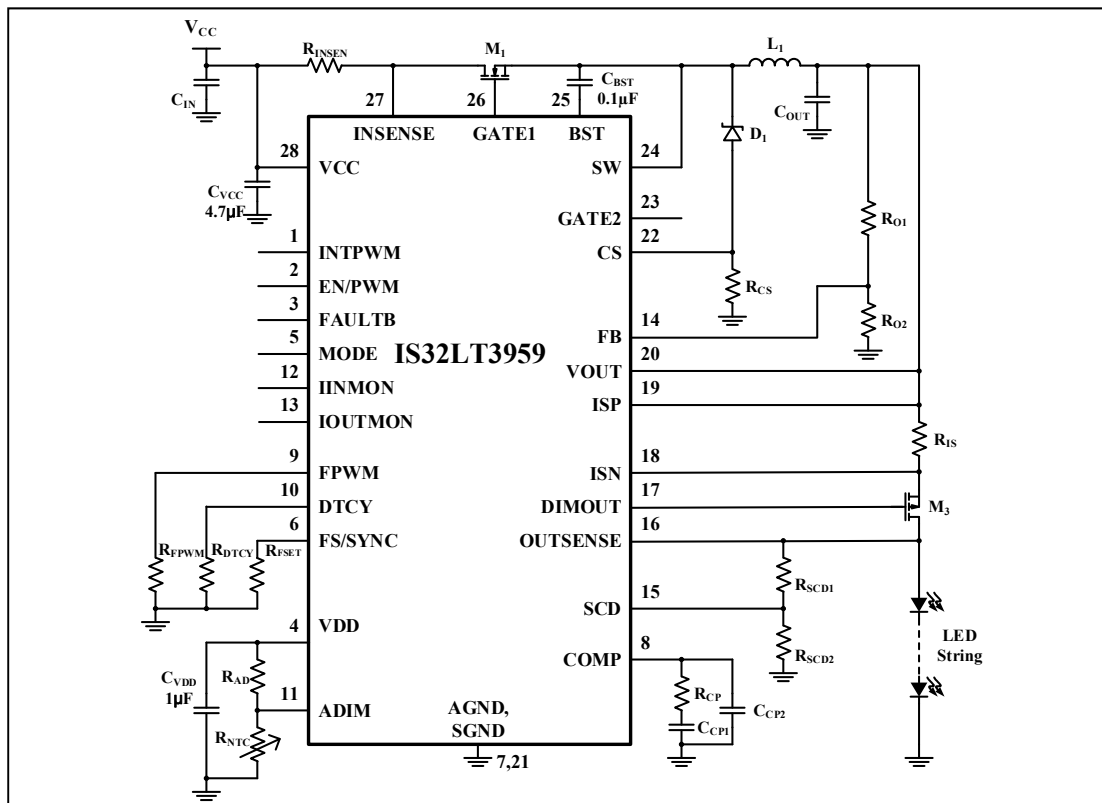 VCC
RINSEN
M1
L1
CIN
27
26
25
CBST
0.1µF
COUT
INSENSE
GATE1
BST
D1
28
VCC
SW
24
CVCC
4.7µF
GATE2
23
RO1
1
INTPWM
CS
22
2
EN/PWM
RCS
3
FAULTB
FB
14
RO2
5
MODE
IS32LT3959
VOUT
20
12
IINMON
ISP
19
13
IOUTMON
RIS
9
FPWM
ISN
18
10
DTCY
DIMOUT
17
M3
6
FS/SYNC
OUTSENSE
16
RFPWM
RDTCY
RFSET
RSCD1
SCD
15
4
VDD
LED
String
COMP
8
RSCD2
CVDD
1µF
RAD
RCP
CCP2
11
ADIM
AGND,
SGND
CCP1
RNTC
7,21